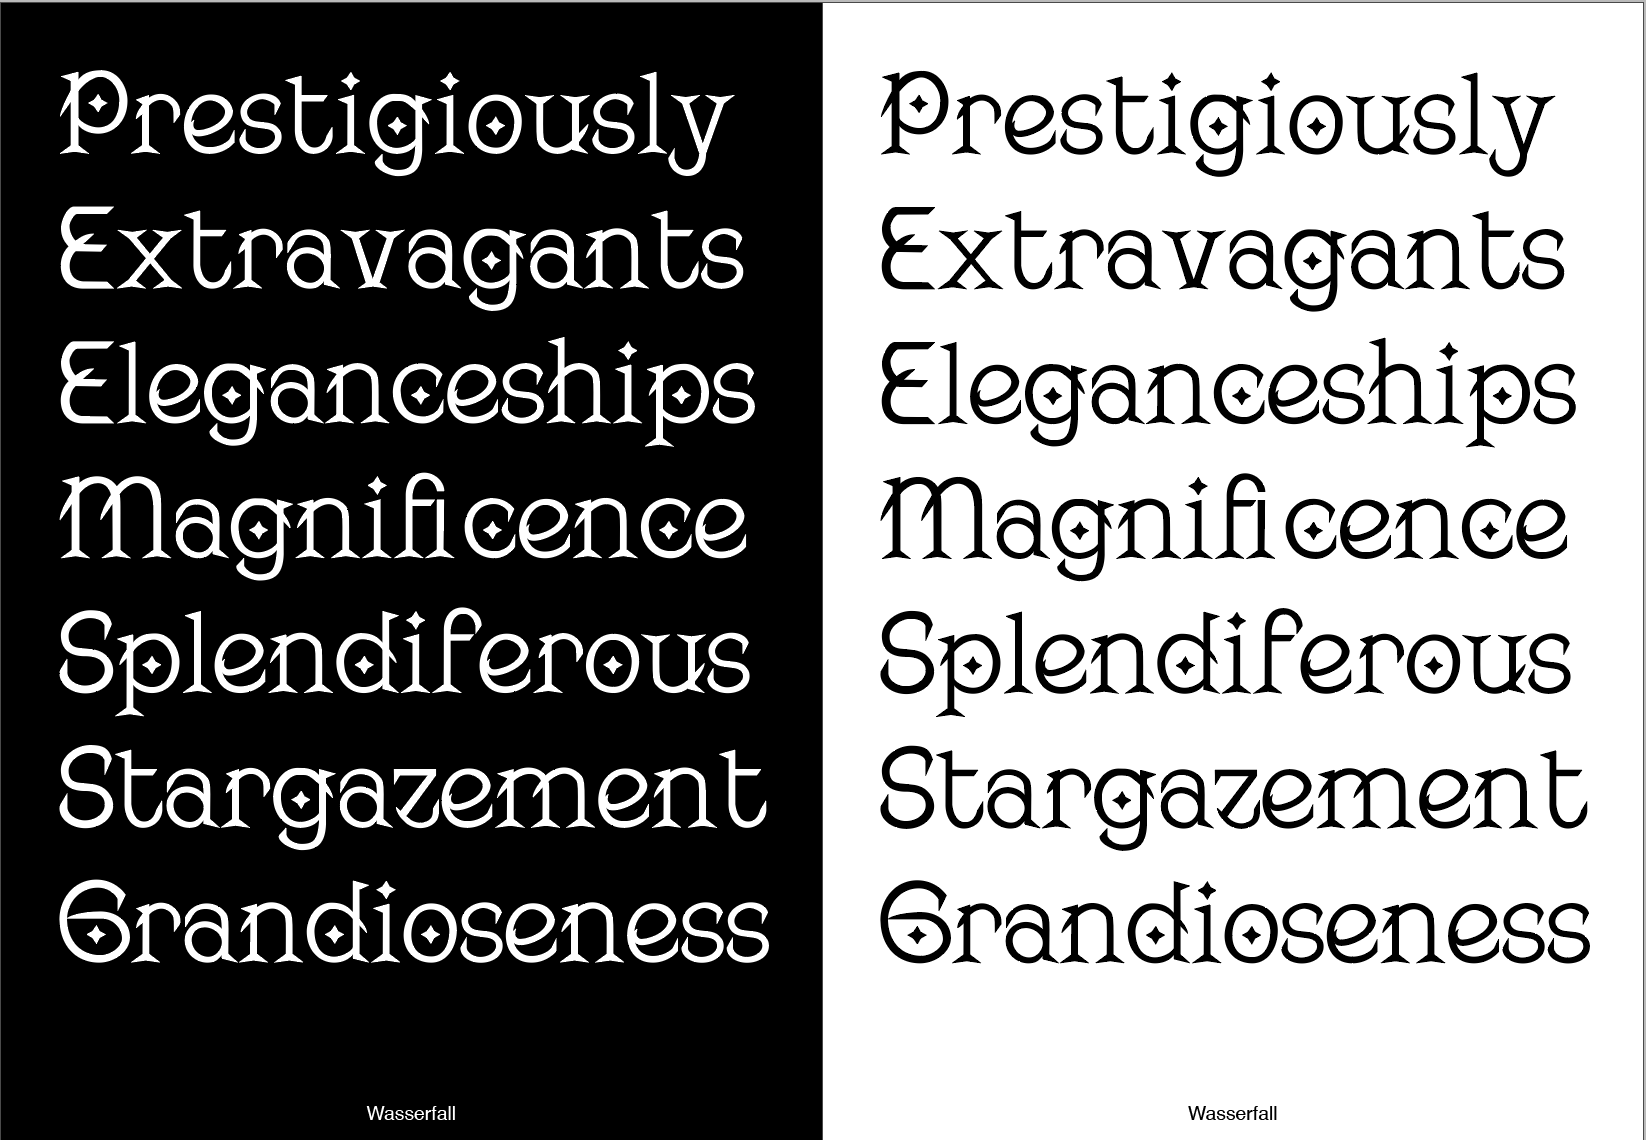 Prestigiously
Extravagants
Eleganceships
Magnificence
Splendiferous
Stargazement
Grandioseness
Wasserfall
Prestigiously
Extravagants
Eleganceships
Magnificence
Splendiferous
Stargazement
Grandioseness
Wasserfall